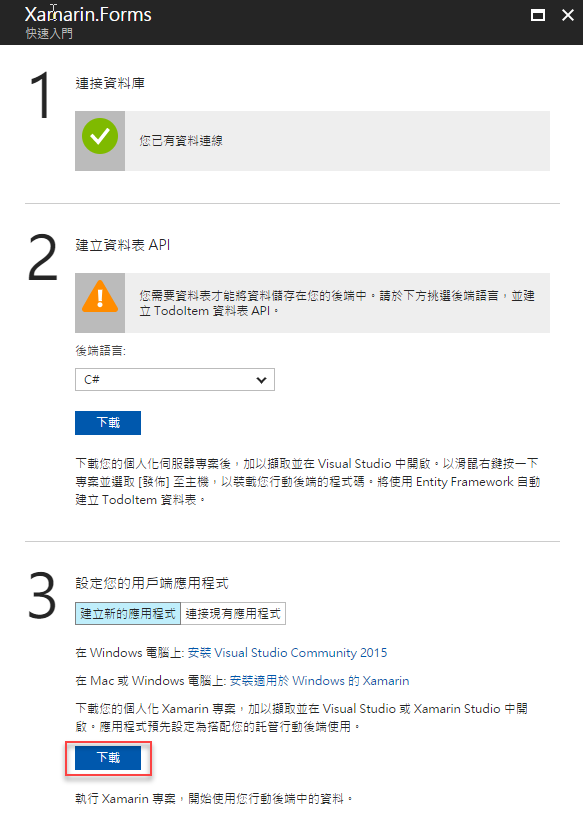 Xamarin.Forms
快速入門
1
連接資料庫
您已有資料連線
2
建立資料表 API
您需要資料表才能將資料儲存在您的後端中。請於下方挑選後端語言，並建
立 TodoItem 資料表 API。
後端語言:
C#
下載
下載您的個人化伺服器專案後，加以擷取並在 Visual Studio 中開啟。以滑鼠右鍵按一下
專案並選取 [發佈] 至主機，以裝載您行動後端的程式碼。將使用 Entity Framework 自動
建立 TodoItem 資料表。
3
設定您的用戶端應用程式
建立新的應用程式 連接現有應用程式
在 Windows 電腦上: 安裝 Visual Studio Community 2015
在 Mac 或 Windows 電腦上: 安裝適用於 Windows 的 Xamarin
下載您的個人化 Xamarin 專案，加以擷取並在 Visual Studio 或 Xamarin Studio 中開
啟。應用程式預先設定為搭配您的託管行動後端使用。
下載
執行 Xamarin 專案，開始使用您行動後端中的資料。